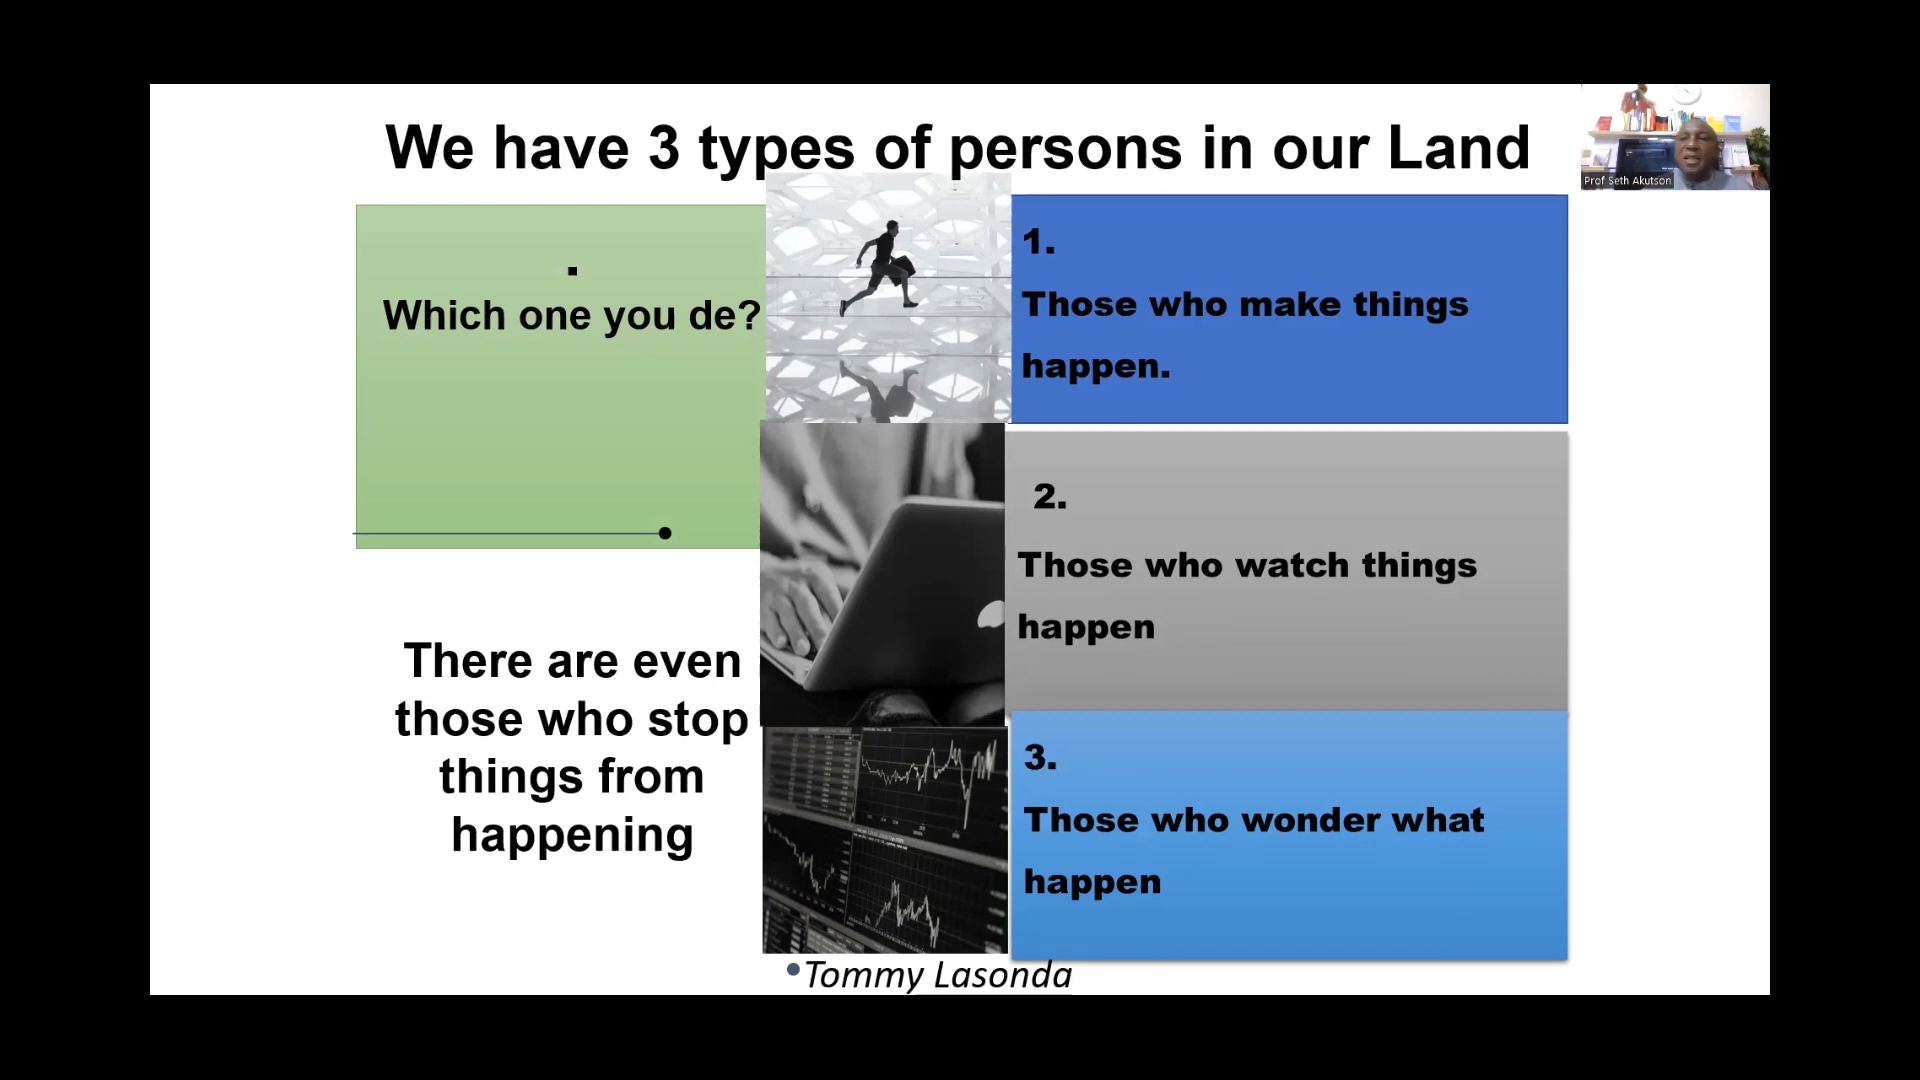 We have 3 types of persons in our Land
Prof Seth Akutson
.
Which one you de?
1.
Those who make things
happen.
2.
Those who watch things
happen
There are even
those who stop
things from
happening
3.
Those who wonder what
happen
•Tommy Lasonda